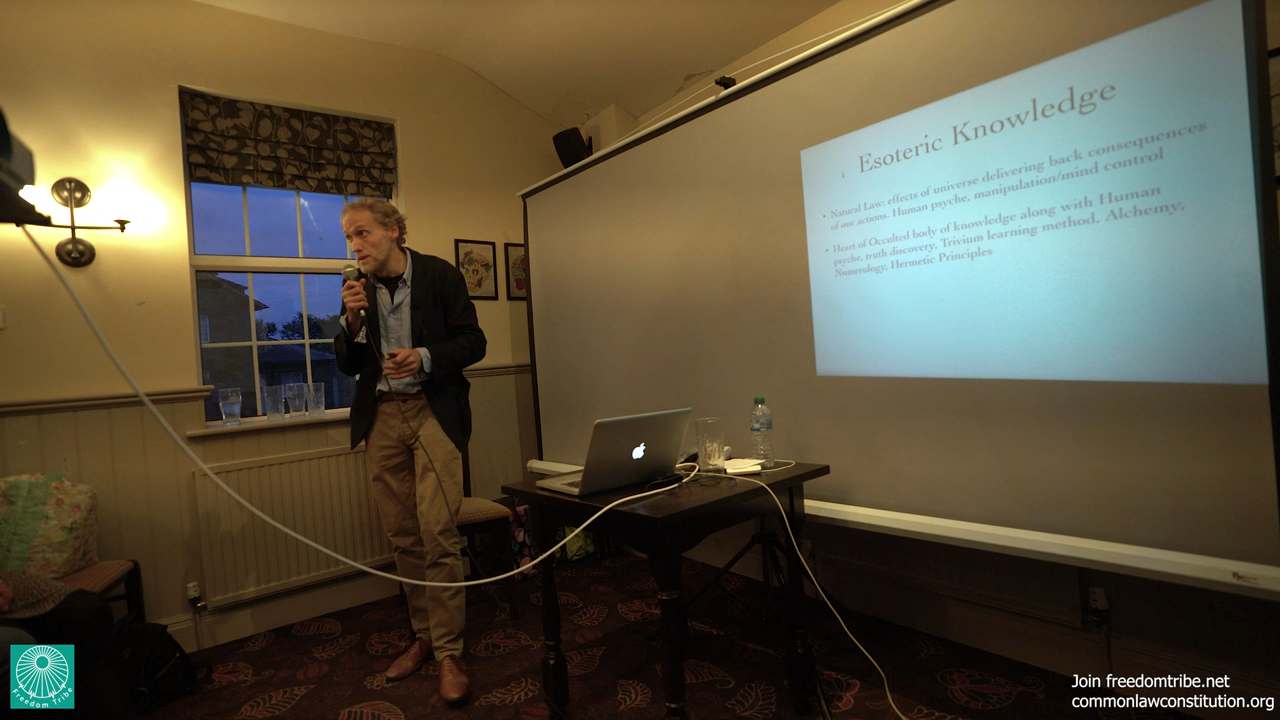 Esoteric Knowledge
• Natural Law: effects of universe delivering back consequences
of our actions. Human psyche, manipulation/mind control
• Heart of Occulted body of knowledge along with Human
psyche, truth discovery, Trivium learning method, Alchemy,
Numerology, Hermetic Principles
Freedom Tribe
Join freedomtribe.net
commonlawconstitution.org